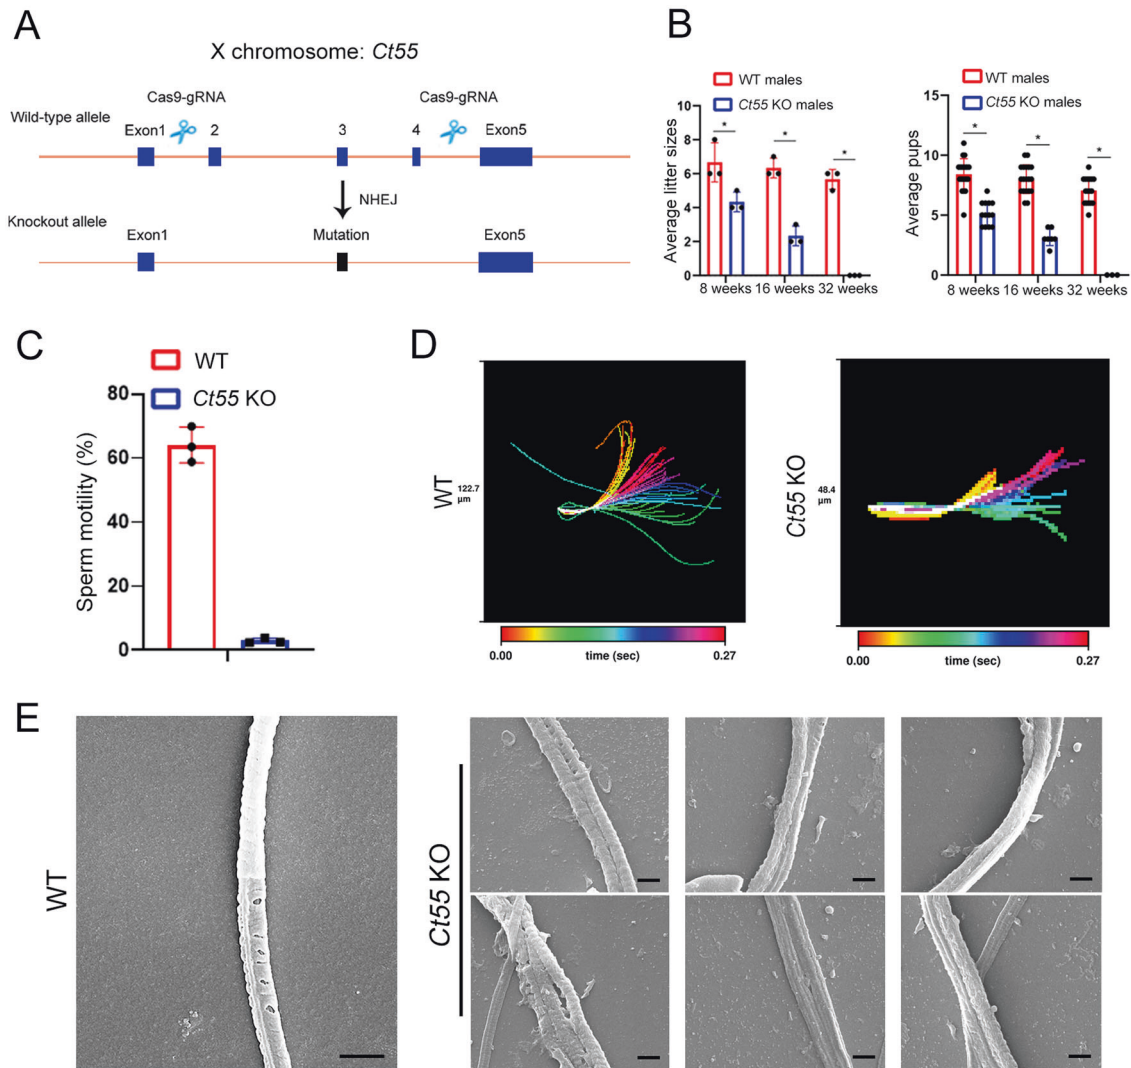 A
X chromosome: Ct55
Cas9-gRNA
Cas9-gRNA
Wild-type allele
Exon1
2
3
4
Exon5
NHEJ
Knockout allele
Exon1
Mutation
Exon5
B
WT males
Ct55 KO males
Average litter sizes
10
8
6
4
2
0
*
*
*
8 weeks 16 weeks 32 weeks
WT males
Ct55 KO males
Average pups
15
10
5
0
*
*
*
8 weeks 16 weeks 32 weeks
C
WT
Ct55 KO
Sperm motility (%)
80
60
40
20
0
D
WT
122.7
µm
0.00
time (sec)
0.27
Ct55 KO
48.4
µm
0.00
time (sec)
0.27
E
WT
Ct55 KO